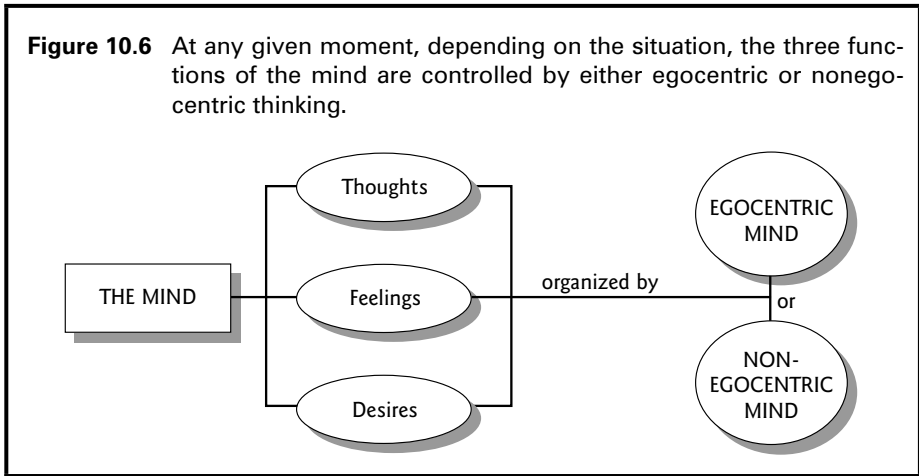 Figure 10.6 At any given moment, depending on the situation, the three func-
tions of the mind are controlled by either egocentric or nonego-
centric thinking.
Thoughts
EGOCENTRIC
MIND
THE MIND
Feelings
organized by
or
Desires
NON-
EGOCENTRIC
MIND